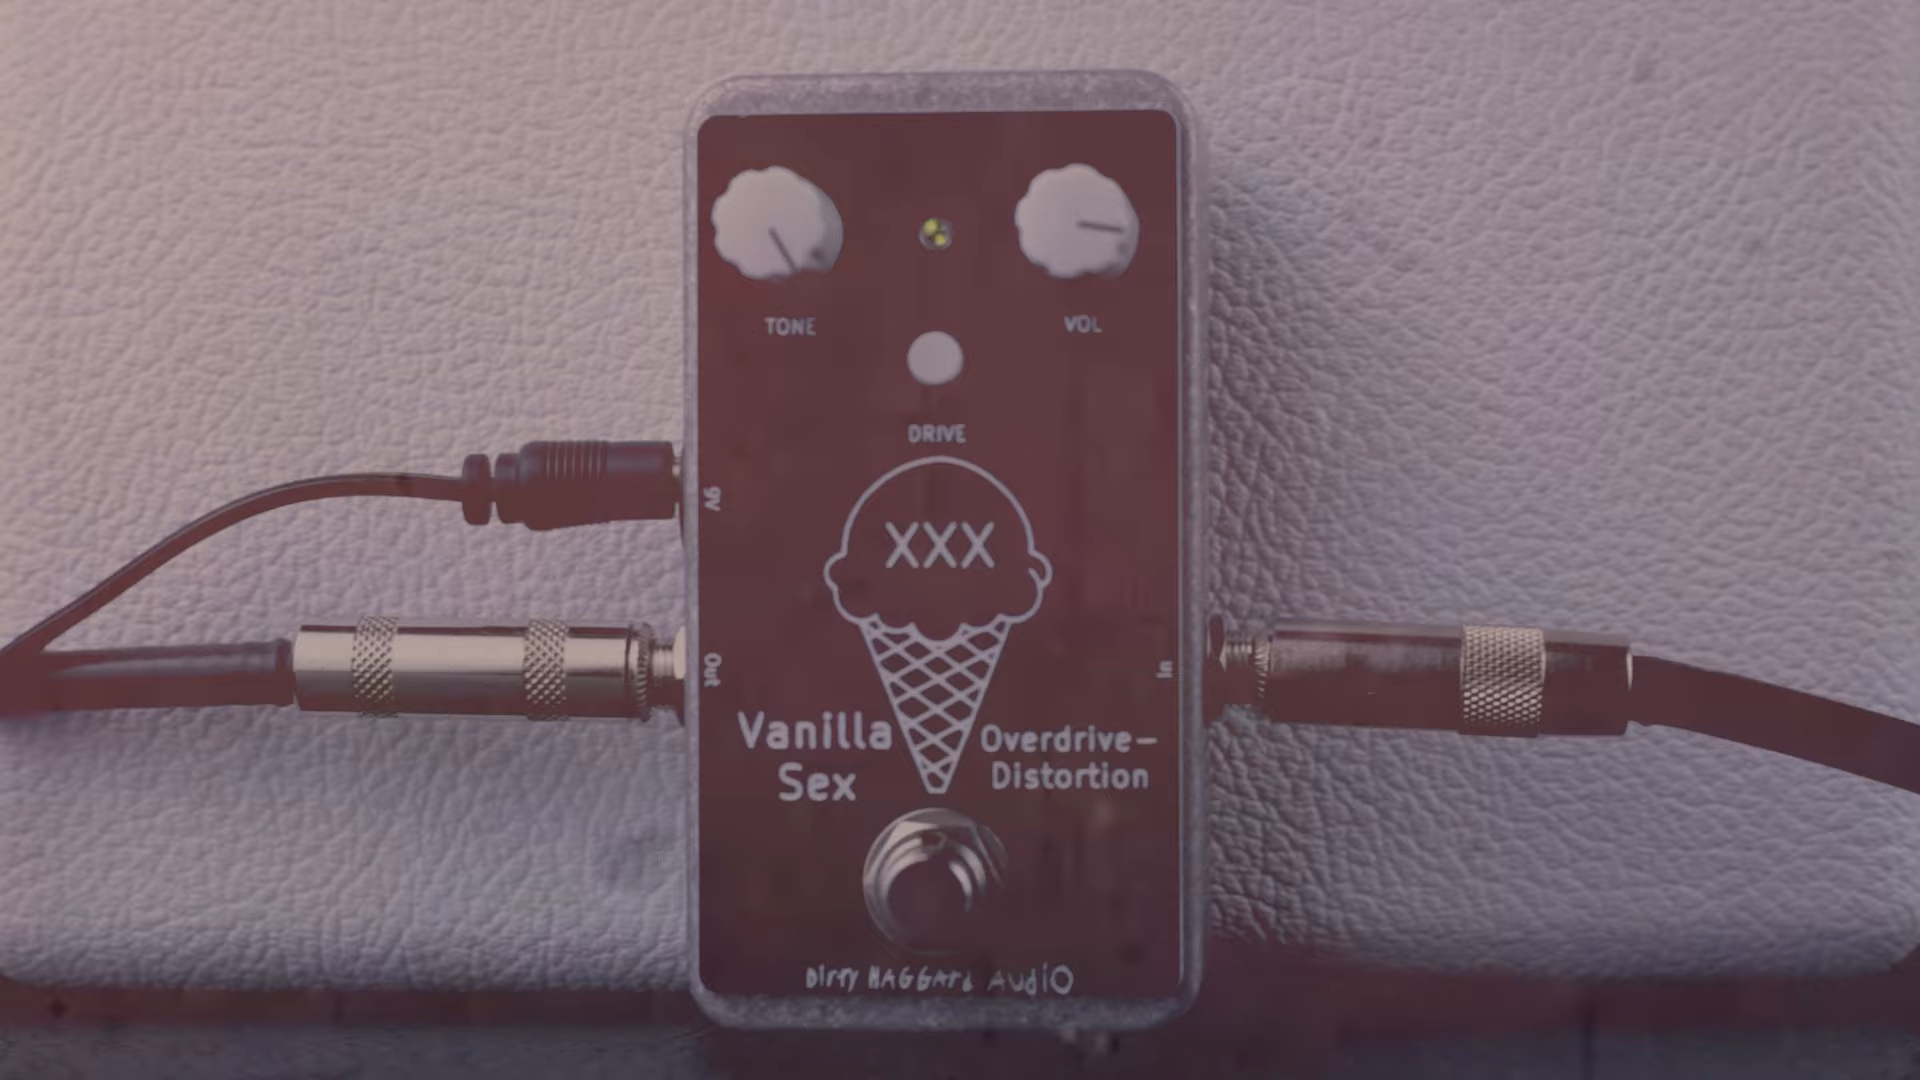 TONE
VOL
DRIVE
9V
XXX
Out
In
Vanilla
Sex
Overdrive-
Distortion
Dirty HAGGARd AudiO